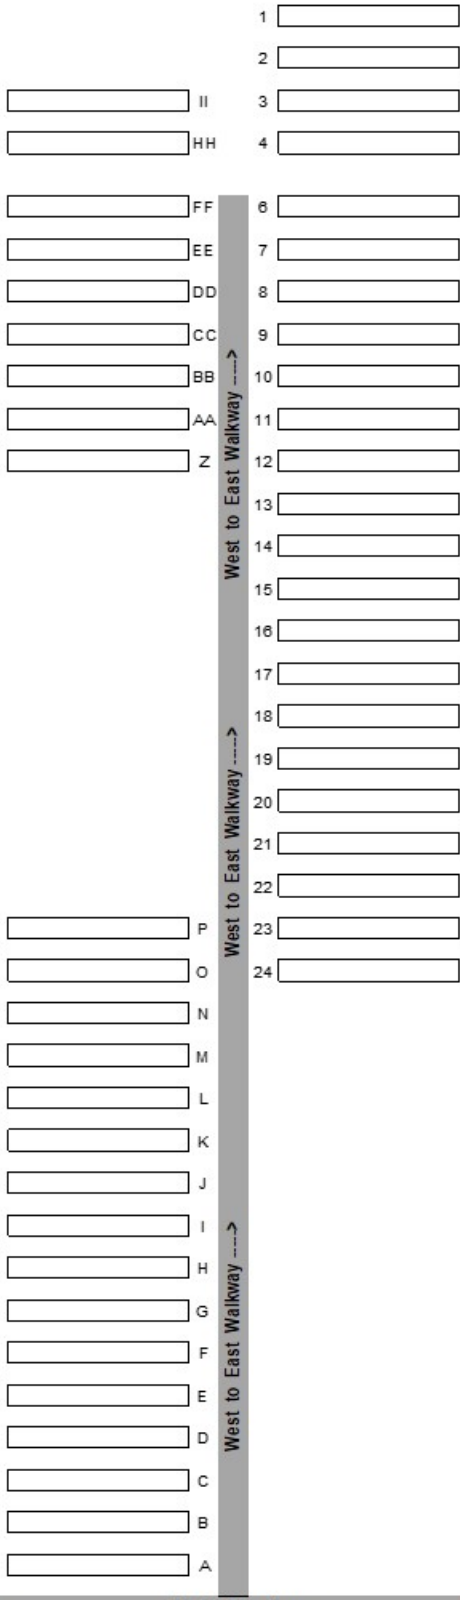 1
2
II 3
HH 4
FF 6
EE 7
DD 8
CC 9
BB 10
AA 11
Z 12
West to East Walkway ---->
13
14
15
16
17
18
19
20
21
22
West to East Walkway ---->
P 23
O 24
N
M
L
K
J
I
H
G
F
E
West to East Walkway ---->
D
C
B
A